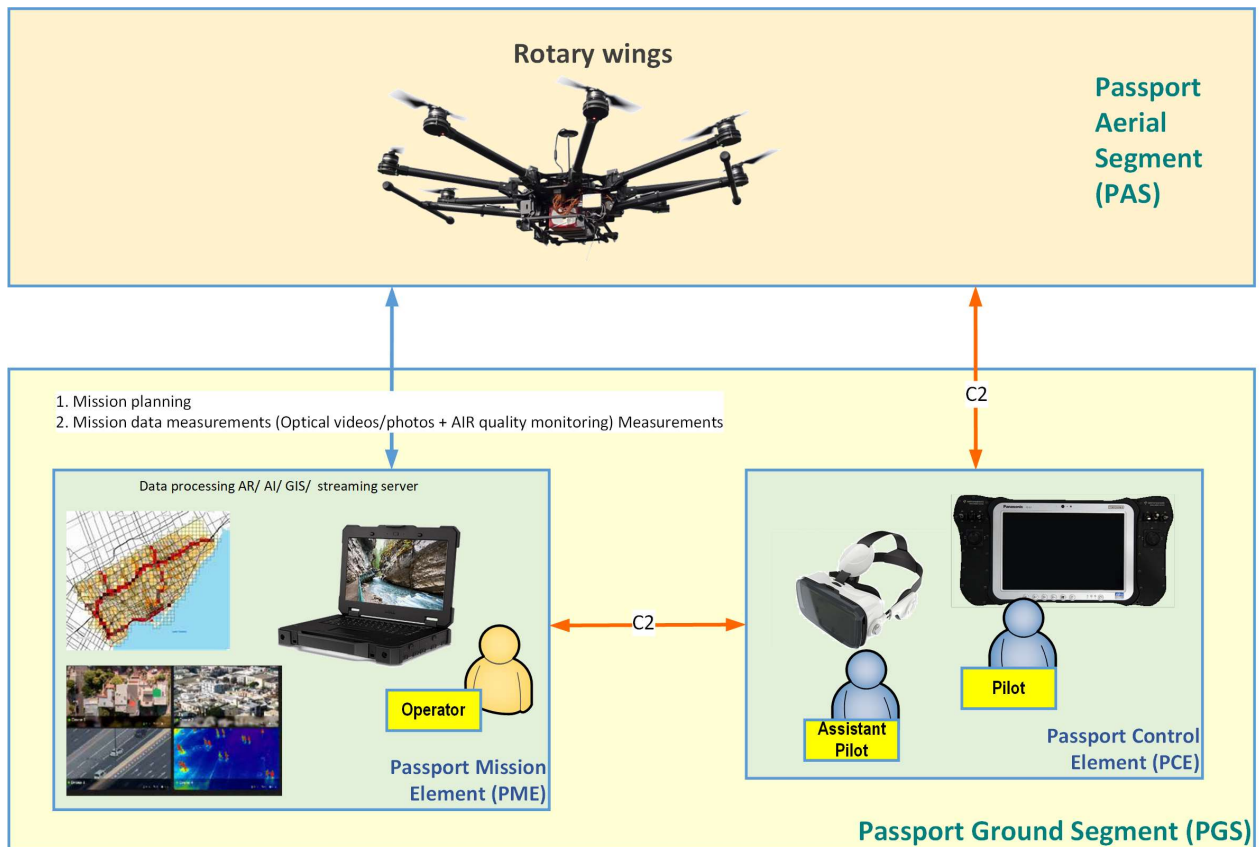 Rotary wings
Passport
Aerial
Segment
(PAS)
C2
1. Mission planning
2. Mission data measurements (Optical videos/photos + AIR quality monitoring) Measurements
Data processing AR/ AI/ GIS/ streaming server
Panasonic
C2
Operator
Pilot
Assistant
Pilot
Passport Mission
Element (PME)
Passport Control
Element (PCE)
Passport Ground Segment (PGS)